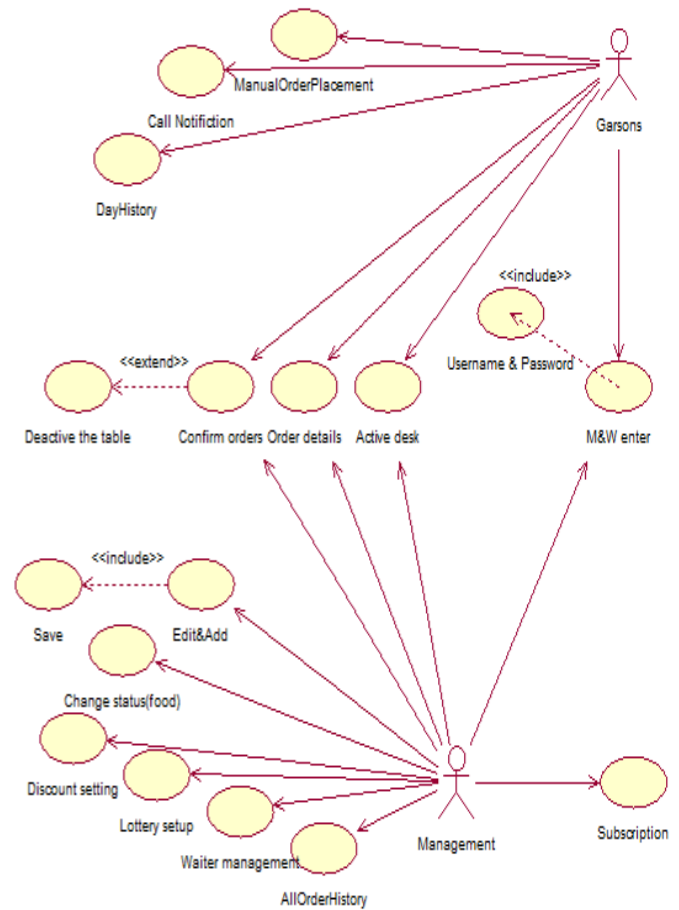 ManualOrderPlacement
Garsons
Call Notifiction
DayHistory
<<include>>
Username & Password
<<extend>>
Deactive the table
Confirm orders
Order details
Active desk
M&W enter
<<include>>
Save
Edit&Add
Change status(food)
Discount setting
Lottery setup
Waiter management
AllOrderHistory
Management
Subscription